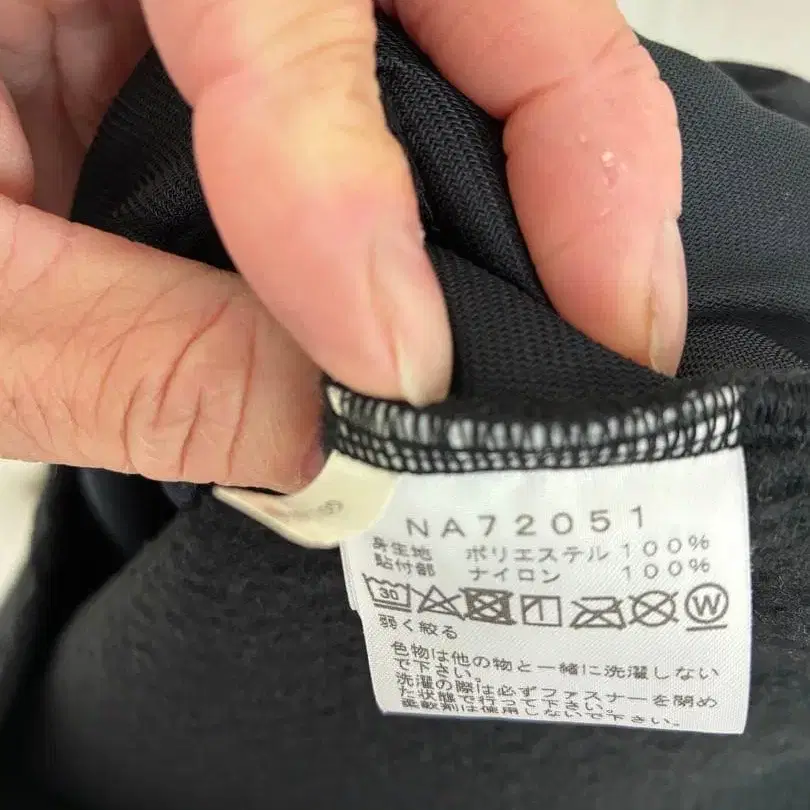 NA72051
身生地 ポリエステル 100%
貼付部 ナイロン 100%
30 W
弱く絞る
色物は他の物と一緒に洗濯しない
で下さい。
洗濯の際は必ずファスナーを閉め
た状態で行って下さい。
柔軟剤は使用しないで下さい。